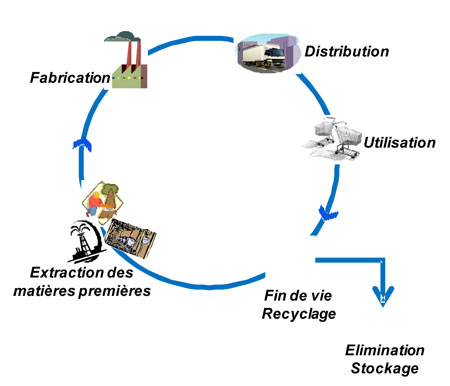 Fabrication
Distribution
Utilisation
Extraction des
matières premières
Fin de vie
Recyclage
Elimination
Stockage